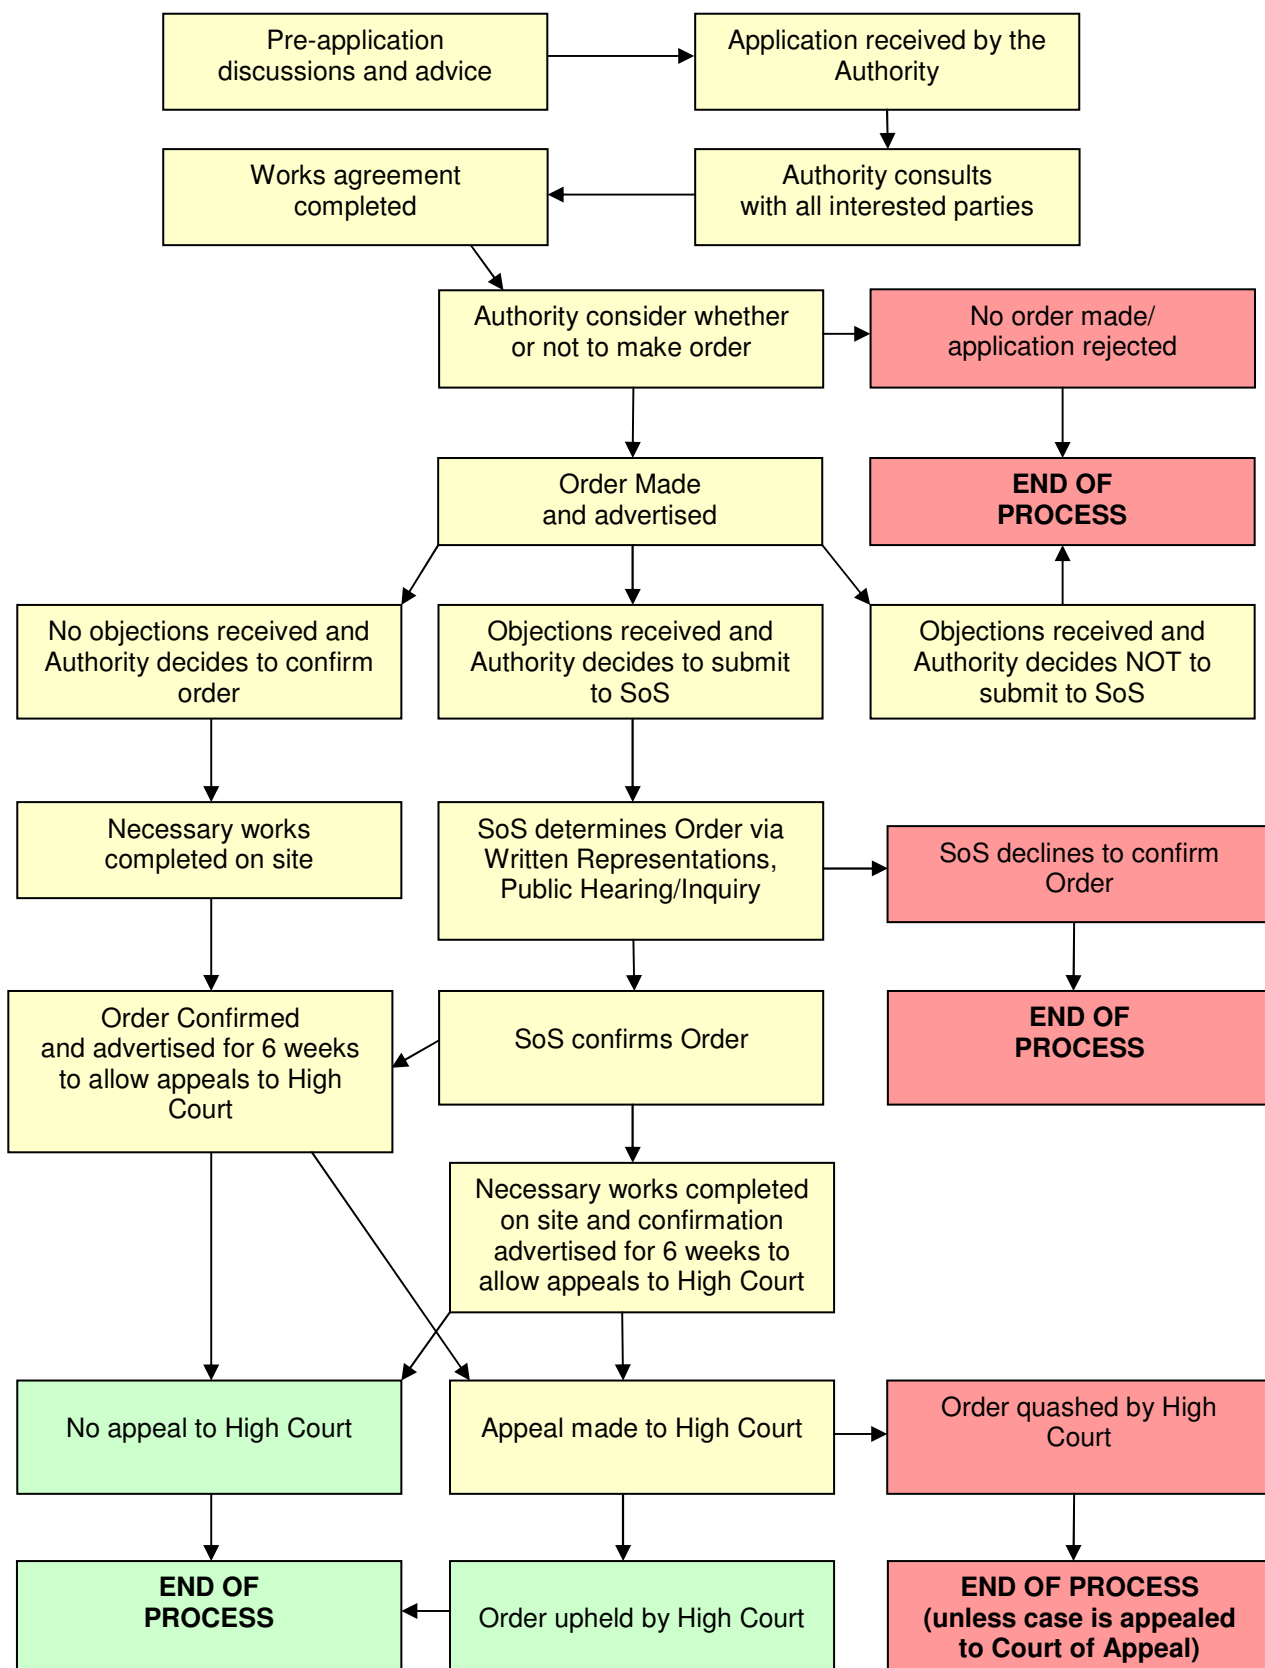 Pre-application
discussions and advice
Application received by the
Authority
Works agreement
completed
Authority consults
with all interested parties
Authority consider whether
or not to make order
No order made/
application rejected
Order Made
and advertised
END OF
PROCESS
No objections received and
Authority decides to confirm
order
Objections received and
Authority decides to submit
to SoS
Objections received and
Authority decides NOT to
submit to SoS
Necessary works
completed on site
SoS determines Order via
Written Representations,
Public Hearing/Inquiry
SoS declines to confirm
Order
Order Confirmed
and advertised for 6 weeks
to allow appeals to High
Court
SoS confirms Order
END OF
PROCESS
Necessary works completed
on site and confirmation
advertised for 6 weeks to
allow appeals to High Court
No appeal to High Court
Appeal made to High Court
Order quashed by High
Court
END OF
PROCESS
Order upheld by High Court
END OF PROCESS
(unless case is appealed
to Court of Appeal)